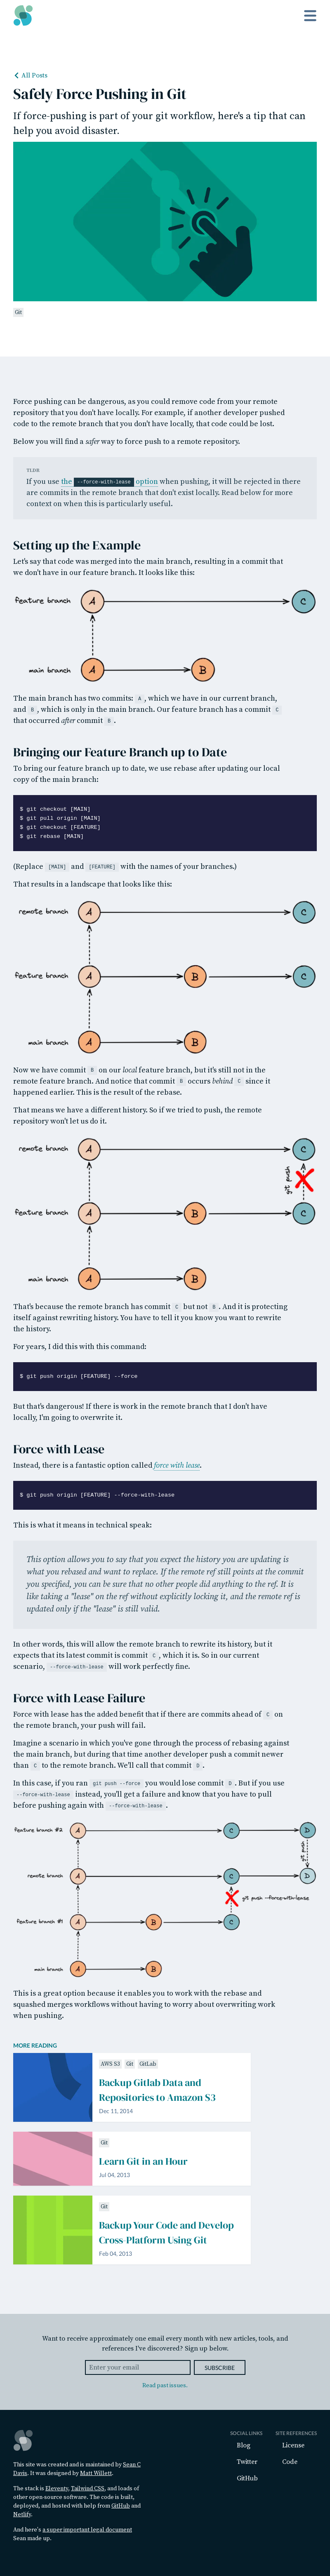 All Posts
Safely Force Pushing in Git
If force-pushing is part of your git workflow, here's a tip that can
help you avoid disaster.
Git
Force pushing can be dangerous, as you could remove code from your remote
repository that you don't have locally. For example, if another developer pushed
code to the remote branch that you don't have locally, that code could be lost.
Below you will find a safer way to force push to a remote repository.
TLDR
If you use the --force-with-lease option when pushing, it will be rejected in there
are commits in the remote branch that don't exist locally. Read below for more
context on when this is particularly useful.
Setting up the Example
Let's say that code was merged into the main branch, resulting in a commit that
we don't have in our feature branch. It looks like this:
feature branch A C
main branch A B
The main branch has two commits: A , which we have in our current branch,
and B , which is only in the main branch. Our feature branch has a commit C
that occurred after commit B .
Bringing our Feature Branch up to Date
To bring our feature branch up to date, we use rebase after updating our local
copy of the main branch:
$ git checkout [MAIN]
$ git pull origin [MAIN]
$ git checkout [FEATURE]
$ git rebase [MAIN]
(Replace [MAIN] and [FEATURE] with the names of your branches.)
That results in a landscape that looks like this:
remote branch A C
feature branch A B C
main branch A B
Now we have commit B on our local feature branch, but it's still not in the
remote feature branch. And notice that commit B occurs behind C since it
happened earlier. This is the result of the rebase.
That means we have a different history. So if we tried to push, the remote
repository won't let us do it.
remote branch A C
git push
feature branch A B C
main branch A B
That's because the remote branch has commit C but not B . And it is protecting
itself against rewriting history. You have to tell it you know you want to rewrite
the history.
For years, I did this with this command:
$ git push origin [FEATURE] --force
But that's dangerous! If there is work in the remote branch that I don't have
locally, I'm going to overwrite it.
Force with Lease
Instead, there is a fantastic option called force with lease.
$ git push origin [FEATURE] --force-with-lease
This is what it means in technical speak:
This option allows you to say that you expect the history you are updating is
what you rebased and want to replace. If the remote ref still points at the commit
you specified, you can be sure that no other people did anything to the ref. It is
like taking a "lease" on the ref without explicitly locking it, and the remote ref is
updated only if the "lease" is still valid.
In other words, this will allow the remote branch to rewrite its history, but it
expects that its latest commit is commit C , which it is. So in our current
scenario, --force-with-lease will work perfectly fine.
Force with Lease Failure
Force with lease has the added benefit that if there are commits ahead of C on
the remote branch, your push will fail.
Imagine a scenario in which you've gone through the process of rebasing against
the main branch, but during that time another developer push a commit newer
than C to the remote branch. We'll call that commit D .
In this case, if you ran git push --force you would lose commit D . But if you use
--force-with-lease instead, you'll get a failure and know that you have to pull
before pushing again with --force-with-lease .
feature branch #2 A C D
git push
remote branch A C D
git push --force-with-lease
feature branch #1 A B C
main branch A B
This is a great option because it enables you to work with the rebase and
squashed merges workflows without having to worry about overwriting work
when pushing.
MORE READING
AWS S3 Git GitLab
Backup Gitlab Data and
Repositories to Amazon S3
Dec 11, 2014
Git
Learn Git in an Hour
Jul 04, 2013
Git
Backup Your Code and Develop
Cross-Platform Using Git
Feb 04, 2013
Want to receive approximately one email every month with new articles, tools, and
references I've discovered? Sign up below.
Enter your email
SUBSCRIBE
Read past issues.
This site was created and is maintained by Sean C
Davis. It was designed by Matt Willett.
The stack is Eleventy, Tailwind CSS, and loads of
other open-source software. The code is built,
deployed, and hosted with help from GitHub and
Netlify.
And here's a super important legal document
Sean made up.
SOCIAL LINKS
Blog
Twitter
GitHub
SITE REFERENCES
License
Code